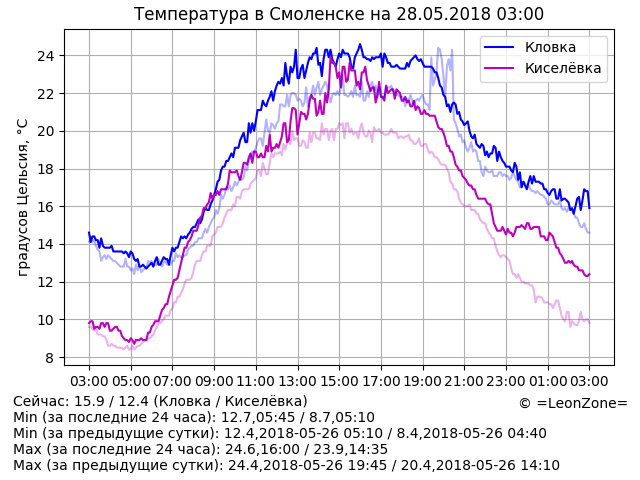 Температура в Смоленске на 28.05.2018 03:00
Кловка
Киселёвка
градусов Цельсия, °C
24
22
20
18
16
14
12
10
8
03:00 05:00 07:00 09:00 11:00 13:00 15:00 17:00 19:00 21:00 23:00 01:00 03:00
Сейчас: 15.9 / 12.4 (Кловка / Киселёвка)
© =LeonZone=
Min (за последние 24 часа): 12.7,05:45 / 8.7,05:10
Min (за предыдущие сутки): 12.4,2018-05-26 05:10 / 8.4,2018-05-26 04:40
Max (за последние 24 часа): 24.6,16:00 / 23.9,14:35
Max (за предыдущие сутки): 24.4,2018-05-26 19:45 / 20.4,2018-05-26 14:10